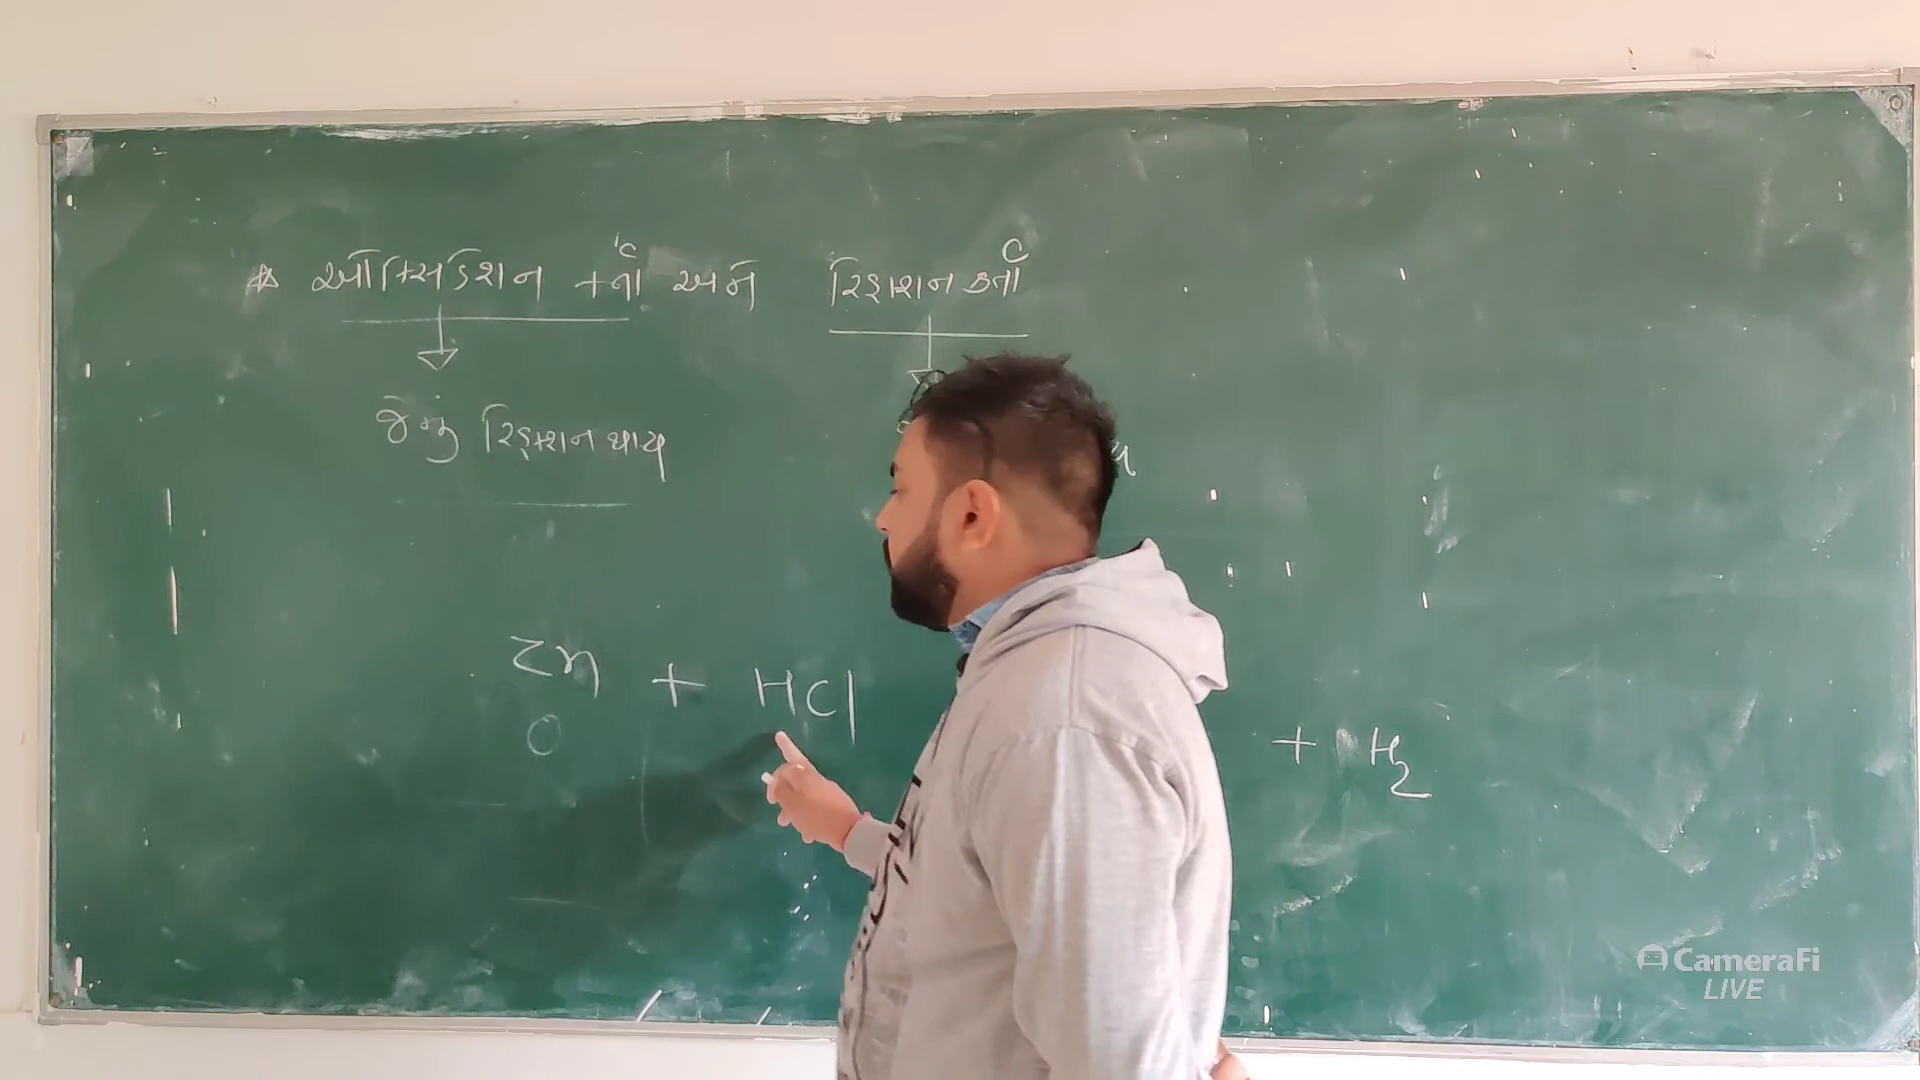 ☆ ઓક્સિડેશન કર્તા અને રિડક્શન કર્તા
જેનું રિડક્શન થાય
Zn + HCl + H2
0
CameraFi
LIVE